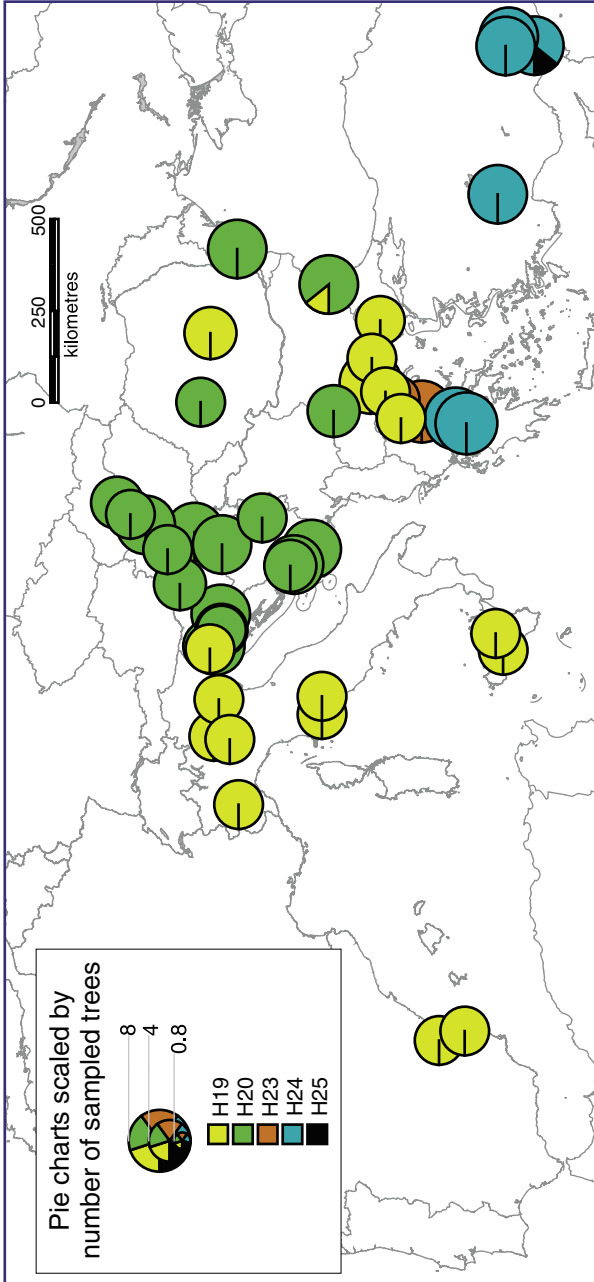 Pie charts scaled by
number of sampled trees
8
4
0.8
H19
H20
H23
H24
H25
0 250 500
kilometres